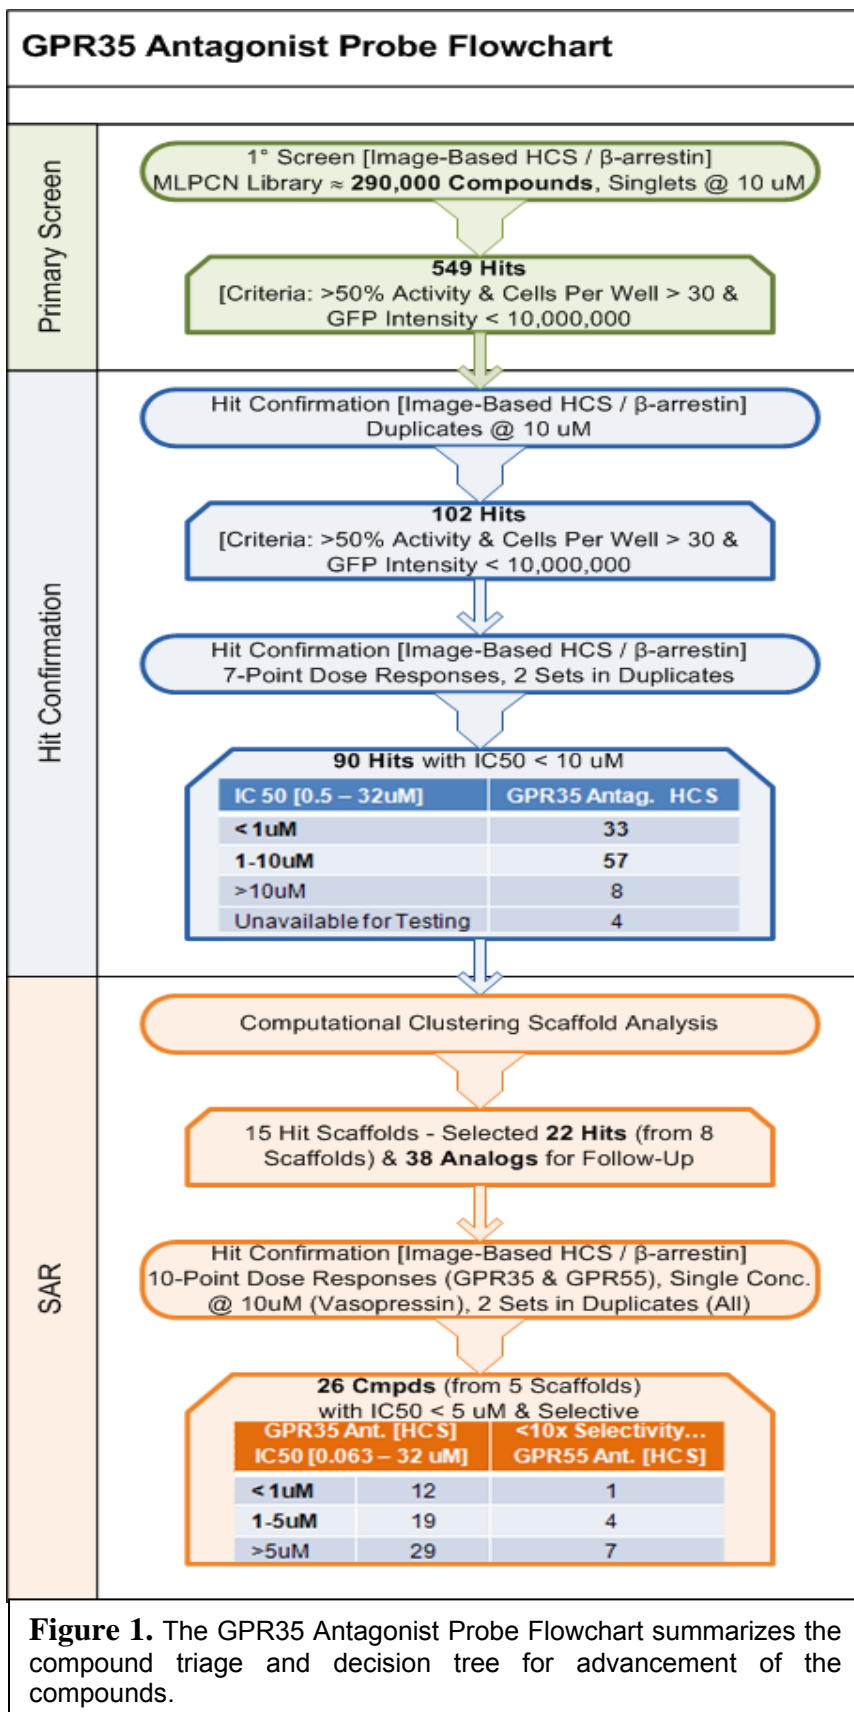 GPR35 Antagonist Probe Flowchart
Primary Screen
1° Screen [Image-Based HCS / β-arrestin]
MLPCN Library ≈ 290,000 Compounds, Singlets @ 10 uM
549 Hits
[Criteria: >50% Activity & Cells Per Well > 30 &
GFP Intensity < 10,000,000
Hit Confirmation
Hit Confirmation [Image-Based HCS / β-arrestin]
Duplicates @ 10 uM
102 Hits
[Criteria: >50% Activity & Cells Per Well > 30 &
GFP Intensity < 10,000,000
Hit Confirmation [Image-Based HCS / β-arrestin]
7-Point Dose Responses, 2 Sets in Duplicates
90 Hits with IC50 < 10 uM
IC 50 [0.5 – 32uM] GPR35 Antag. HCS
<1uM 33
1-10uM 57
>10uM 8
Unavailable for Testing 4
SAR
Computational Clustering Scaffold Analysis
15 Hit Scaffolds - Selected 22 Hits (from 8
Scaffolds) & 38 Analogs for Follow-Up
Hit Confirmation [Image-Based HCS / β-arrestin]
10-Point Dose Responses (GPR35 & GPR55), Single Conc.
@ 10uM (Vasopressin), 2 Sets in Duplicates (All)
26 Cmpds (from 5 Scaffolds)
with IC50 < 5 uM & Selective
GPR35 Ant. [HCS] <10x Selectivity...
IC50 [0.063 – 32 uM] GPR55 Ant. [HCS]
<1uM 12 1
1-5uM 19 4
>5uM 29 7
Figure 1. The GPR35 Antagonist Probe Flowchart summarizes the
compound triage and decision tree for advancement of the
compounds.